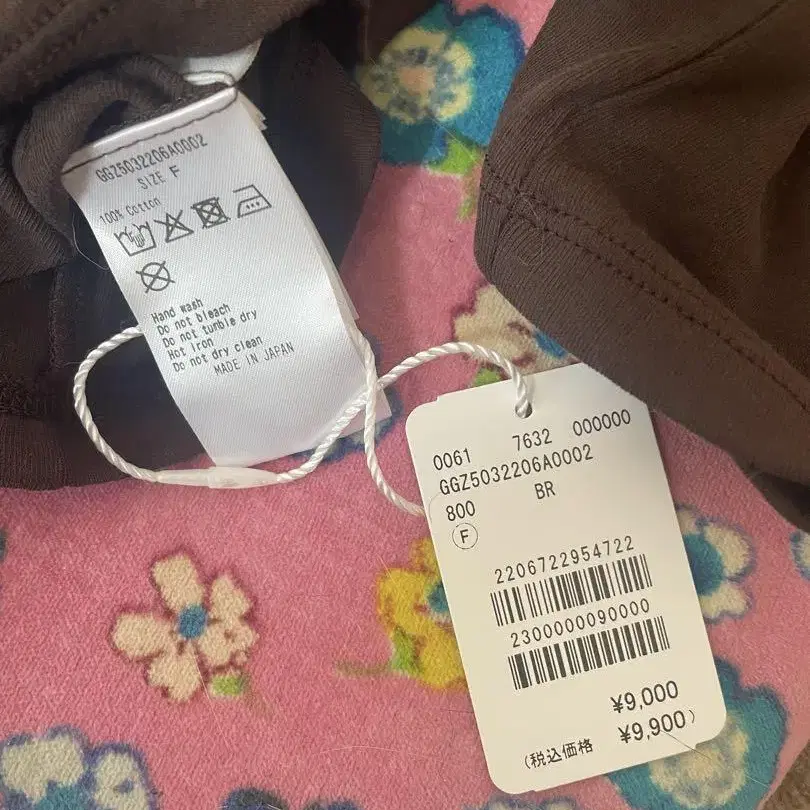 GGZ5032206A0002
SIZE F
100% Cotton
Hand wash
Do not bleach
Do not tumble dry
Hot iron
Do not dry clean
MADE IN JAPAN
0061 7632 000000
GGZ5032206A0002
800 BR
F
2206722954722
2300000090000
¥9,000
(税込価格 ¥9,900)